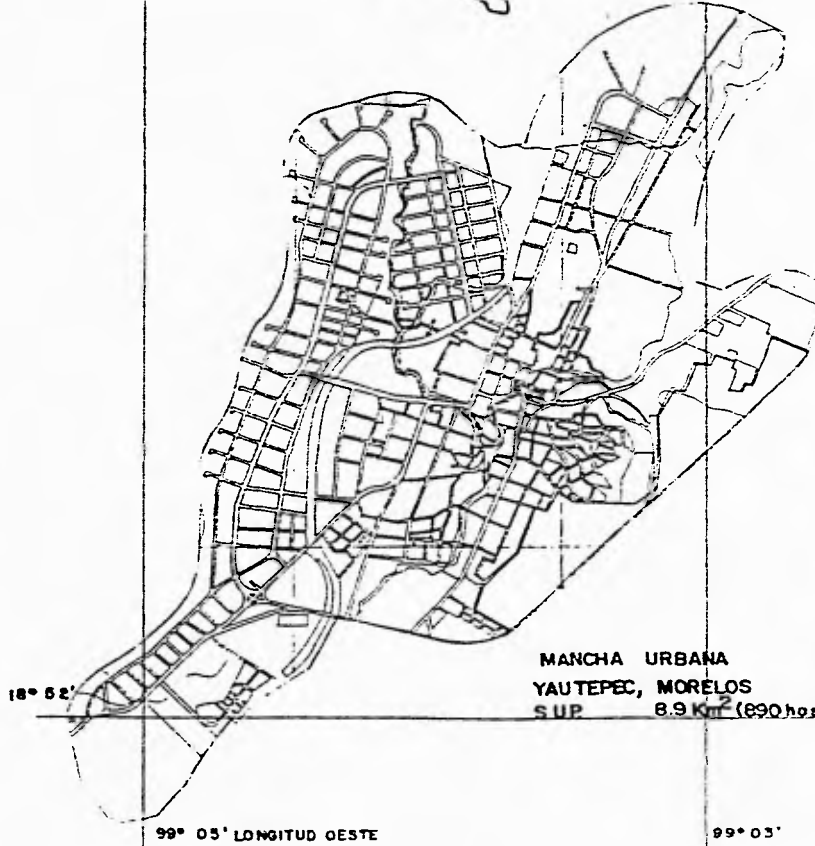 MANCHA URBANA
YAUTEPEC, MORELOS
SUP. 8.9 Km² (890 has
18° 52'
99° 05' LONGITUD OESTE
99° 03'